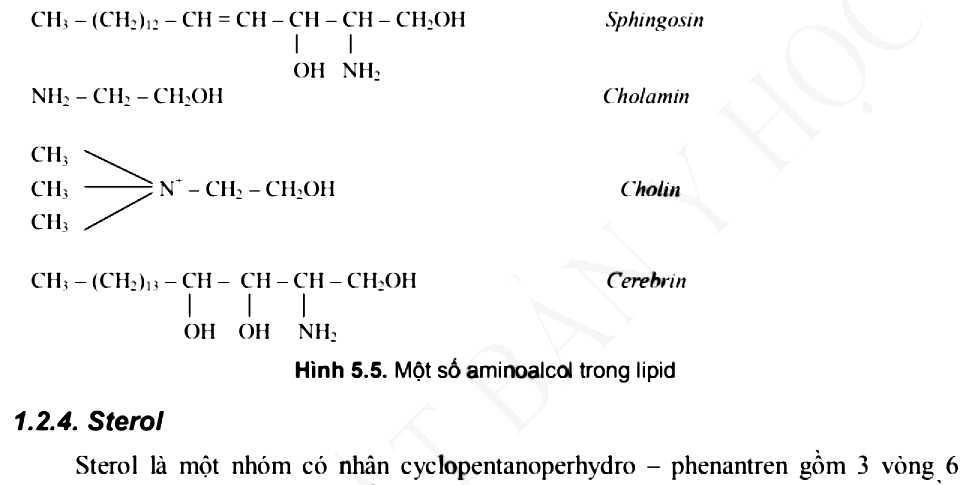 CH₃ – (CH₂)₁₂ – CH = CH – CH – CH – CH₂OH Sphingosin
OH NH₂
NH₂ – CH₂ – CH₂OH Cholamin
CH₃
CH₃ N⁺ – CH₂ – CH₂OH Cholin
CH₃
CH₃ – (CH₂)₁₃ – CH – CH – CH – CH₂OH Cerebrin
OH OH NH₂
Hình 5.5. Một số aminoalcol trong lipid
1.2.4. Sterol
Sterol là một nhóm có nhân cyclopentanoperhydro – phenantren gồm 3 vòng 6